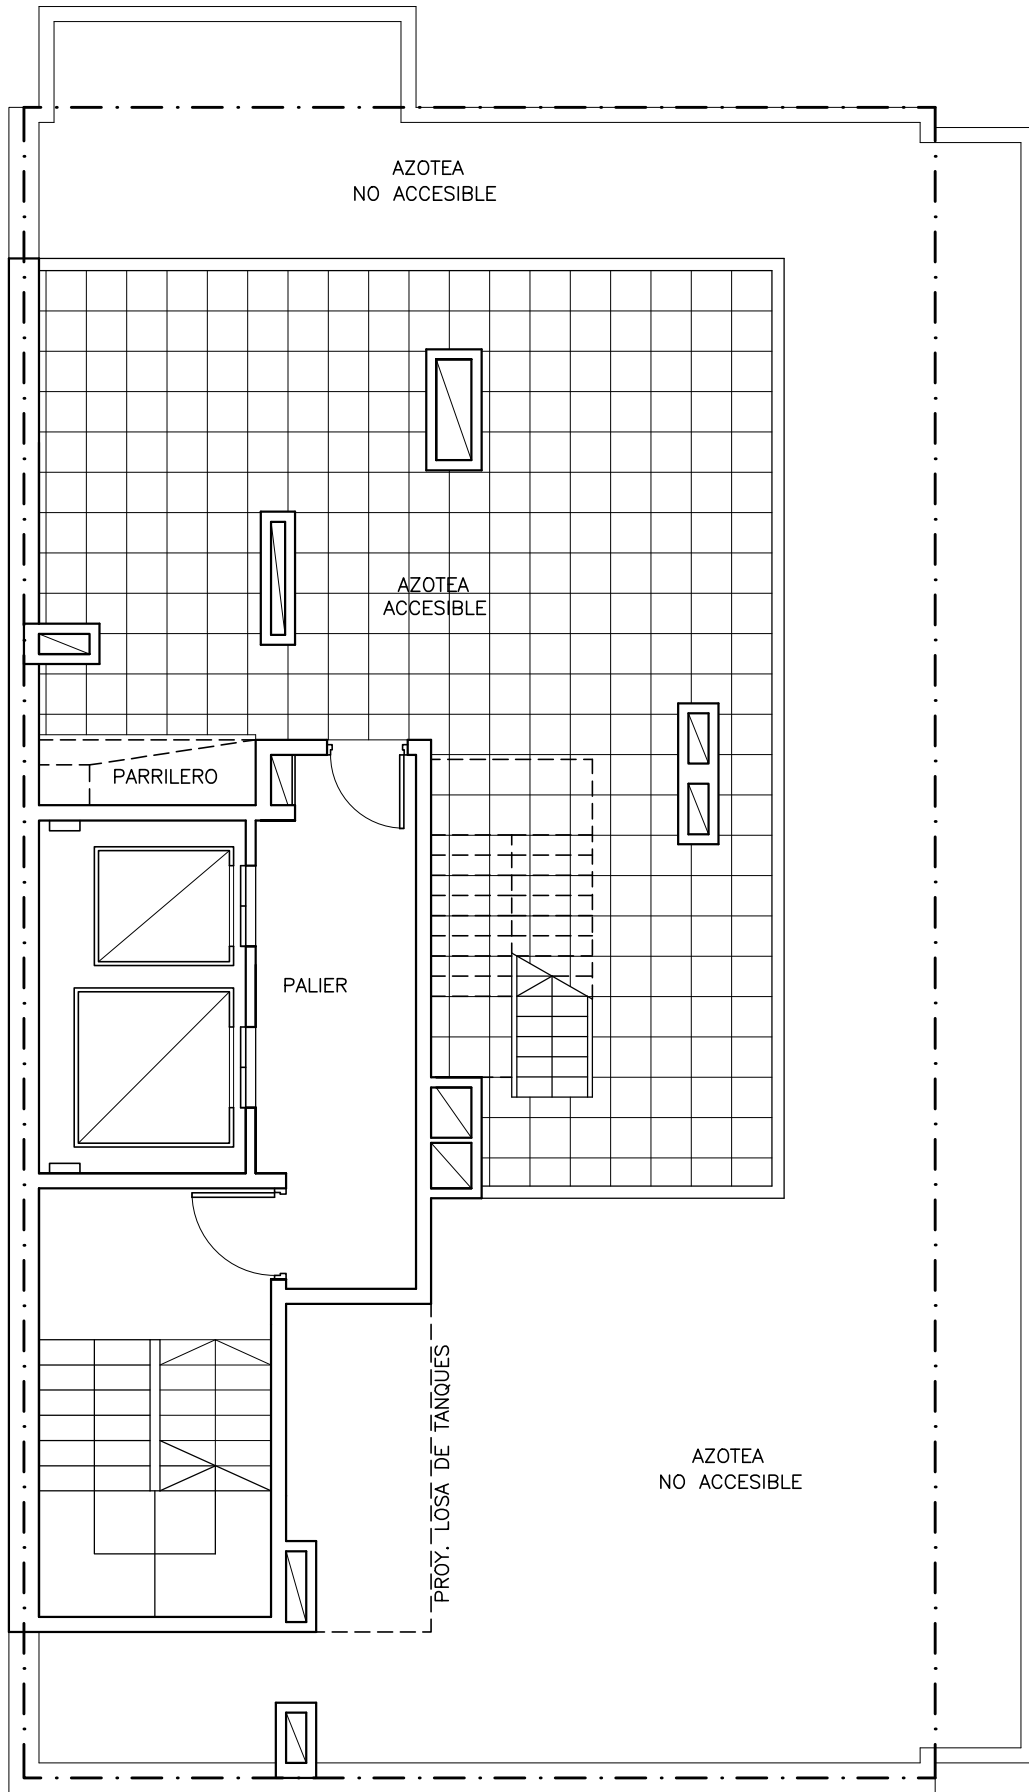 AZOTEA
NO ACCESIBLE
AZOTEA
ACCESIBLE
PARRILERO
PALIER
PROY. LOSA DE TANQUES
AZOTEA
NO ACCESIBLE